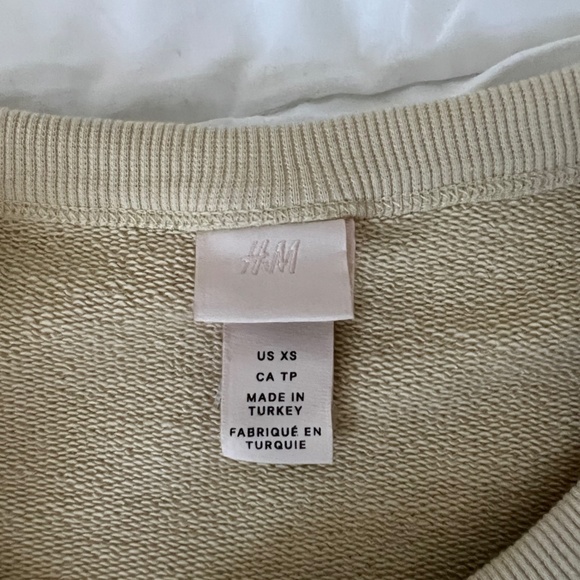 H&M
US XS
CA TP
MADE IN
TURKEY
FABRIQUÉ EN
TURQUIE